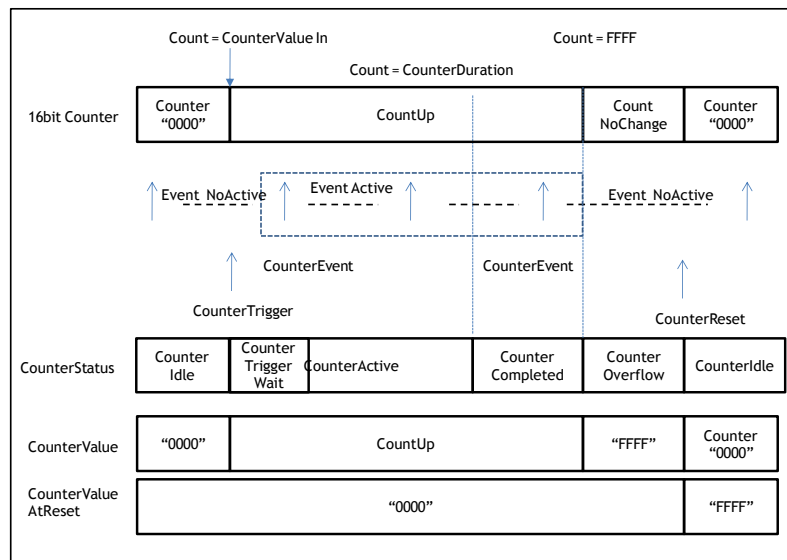 Count = CounterValue In
Count = FFFF
Count = CounterDuration
16bit Counter
Counter
“0000”
CountUp
Count
NoChange
Counter
“0000”
Event NoActive
Event Active
Event NoActive
CounterEvent
CounterEvent
CounterTrigger
CounterReset
CounterStatus
Counter
Idle
Counter
Trigger
Wait
CounterActive
Counter
Completed
Counter
Overflow
CounterIdle
CounterValue
“0000”
CountUp
“FFFF”
Counter
“0000”
CounterValue
AtReset
“0000”
“FFFF”